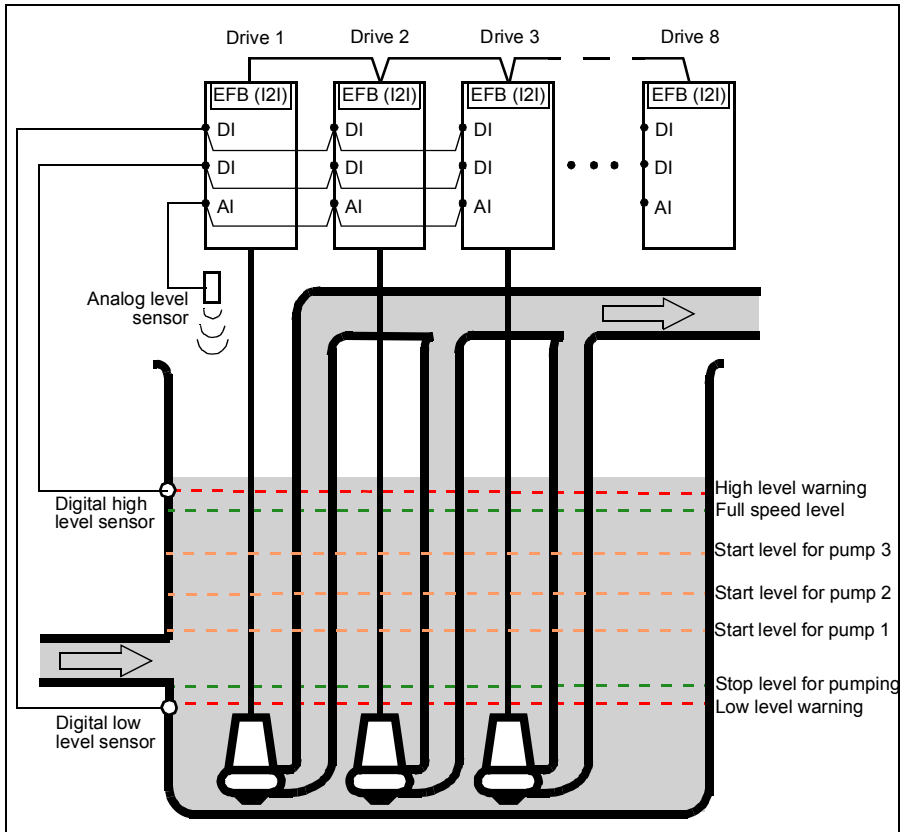 Drive 1
Drive 2
Drive 3
Drive 8
EFB (I2I)
EFB (I2I)
EFB (I2I)
EFB (I2I)
DI
DI
DI
DI
DI
DI
DI
DI
AI
AI
AI
AI
Analog level
sensor
Digital high
level sensor
High level warning
Full speed level
Start level for pump 3
Start level for pump 2
Start level for pump 1
Stop level for pumping
Low level warning
Digital low
level sensor